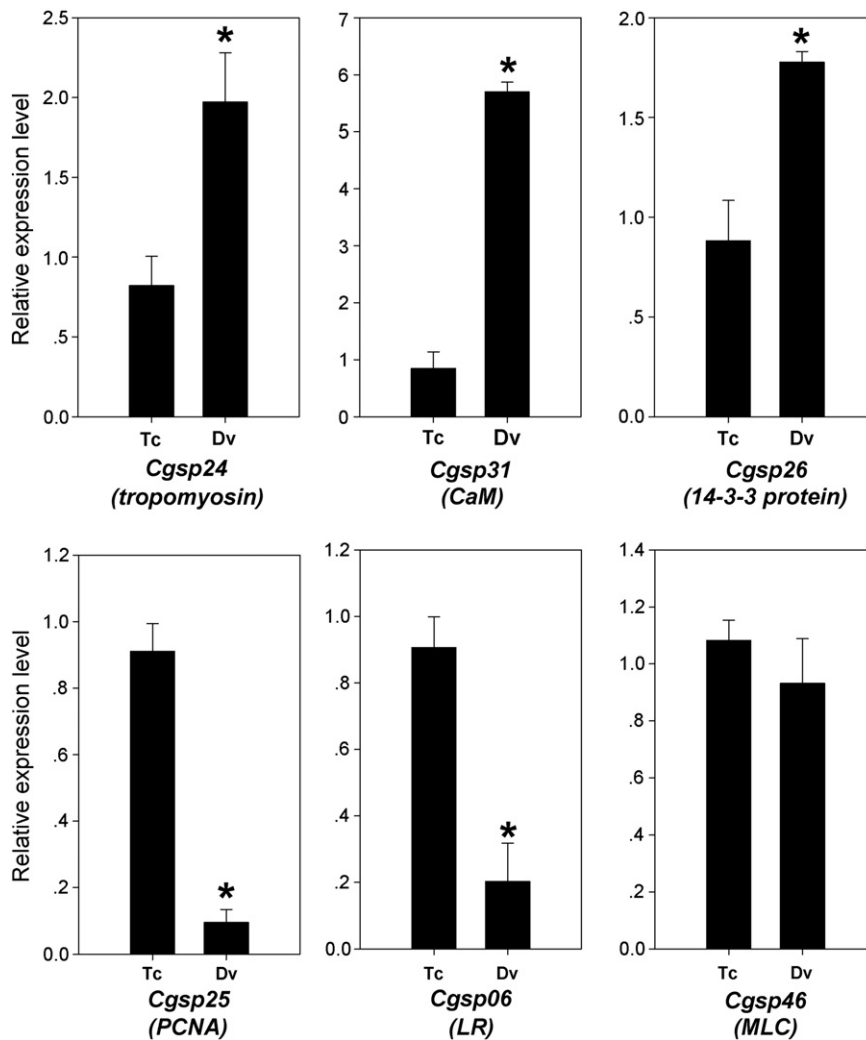 Relative expression level
2.5
2.0
1.5
1.0
.5
0.0
*
Tc Dv
Cgsp24
(tropomyosin)
7
6
5
4
3
2
1
0
*
Tc Dv
Cgsp31
(CaM)
2.0
1.5
1.0
.5
0.0
*
Tc Dv
Cgsp26
(14-3-3 protein)
Relative expression level
1.2
1.0
.8
.6
.4
.2
0.0
*
Tc Dv
Cgsp25
(PCNA)
1.2
1.0
.8
.6
.4
.2
0.0
*
Tc Dv
Cgsp06
(LR)
1.4
1.2
1.0
.8
.6
.4
.2
.0
Tc Dv
Cgsp46
(MLC)